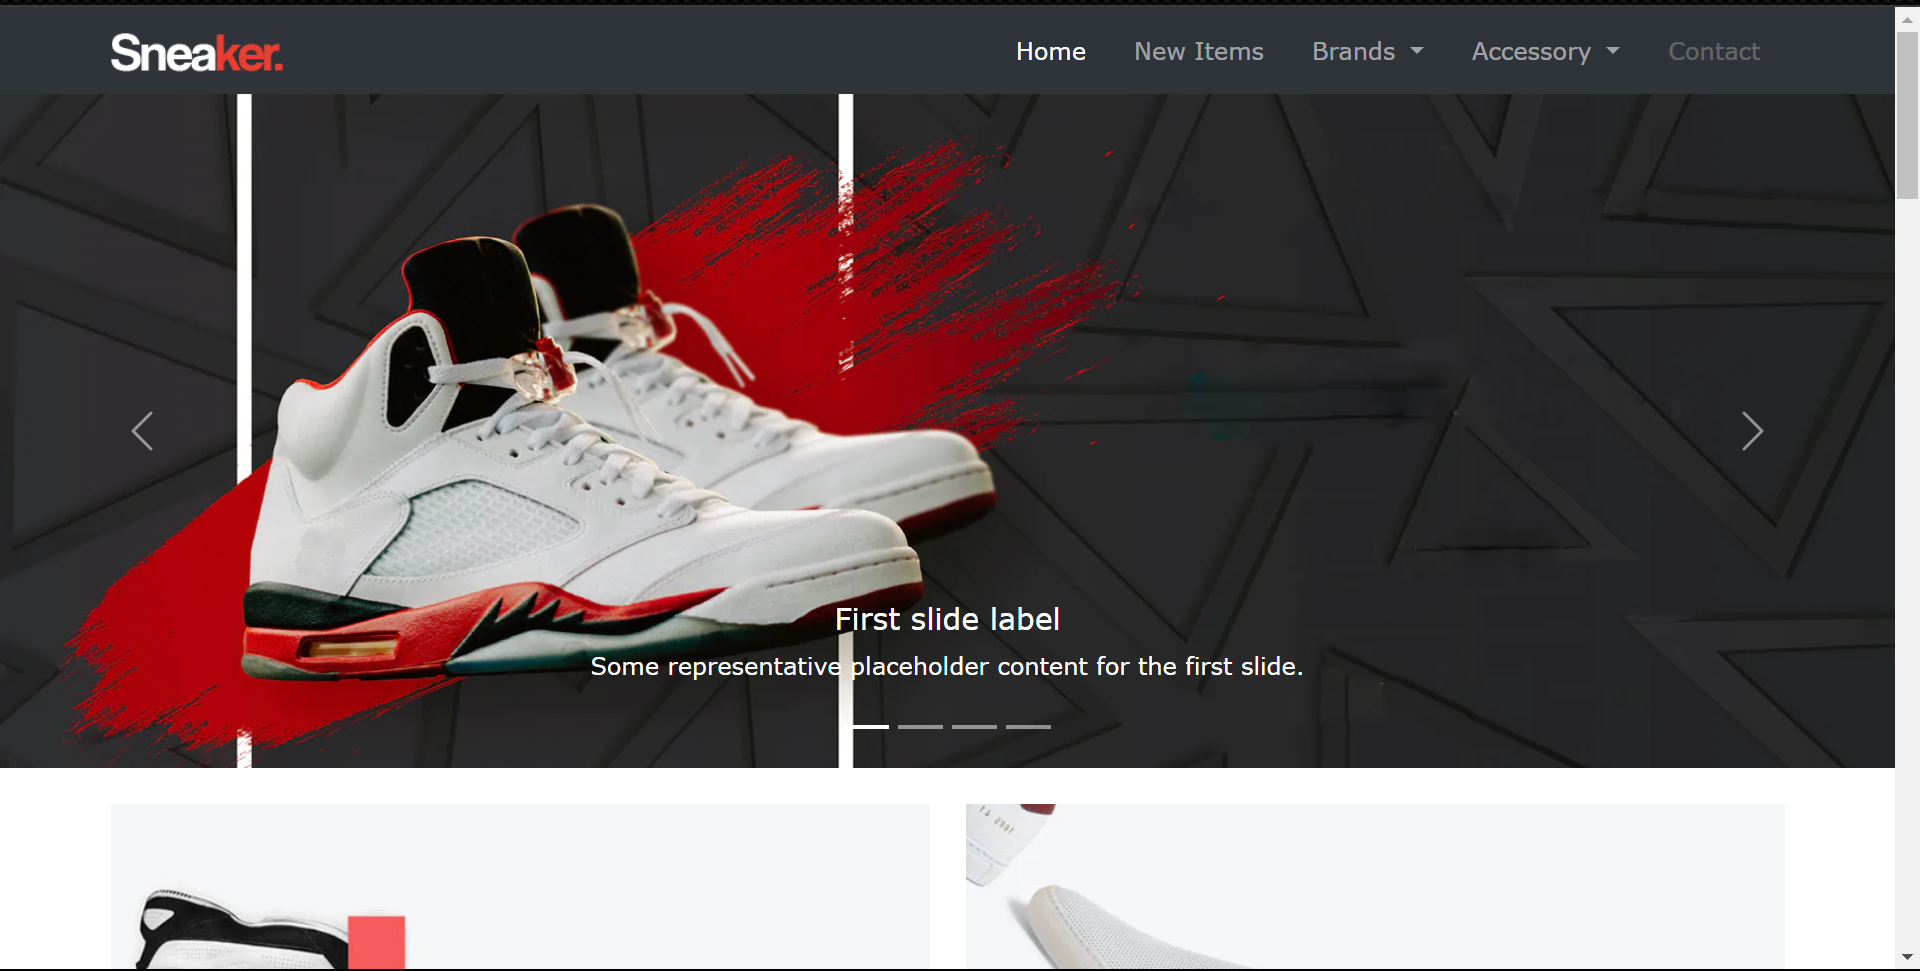 Sneaker.
Home New Items Brands Accessory Contact
First slide label
Some representative placeholder content for the first slide.